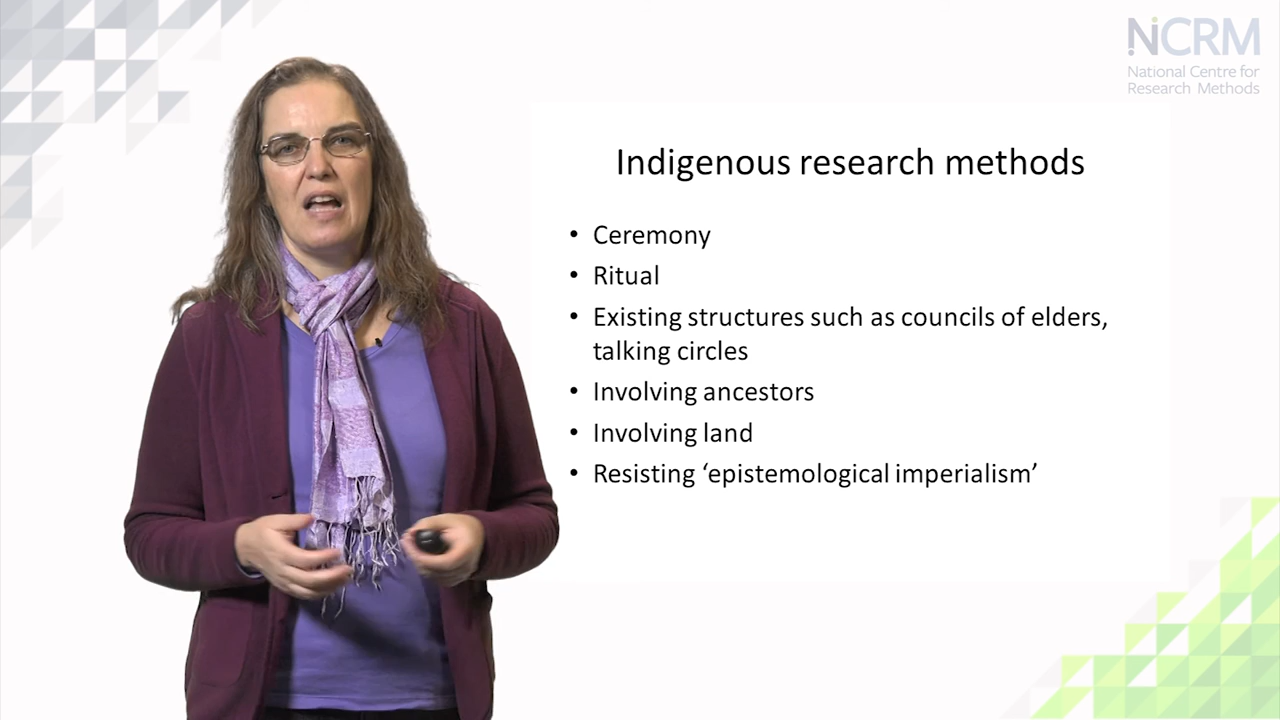 NCRM
National Centre for
Research Methods
Indigenous research methods
• Ceremony
• Ritual
• Existing structures such as councils of elders,
talking circles
• Involving ancestors
• Involving land
• Resisting ‘epistemological imperialism’